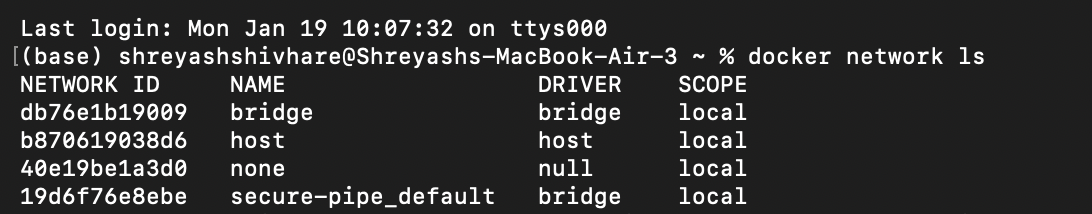 Last login: Mon Jan 19 10:07:32 on ttys000
[(base) shreyashshivhare@Shreyashs-MacBook-Air-3 ~ % docker network ls
NETWORK ID     NAME                  DRIVER    SCOPE
db76e1b19009   bridge                bridge    local
b870619038d6   host                  host      local
40e19be1a3d0   none                  null      local
19d6f76e8ebe   secure-pipe_default   bridge    local